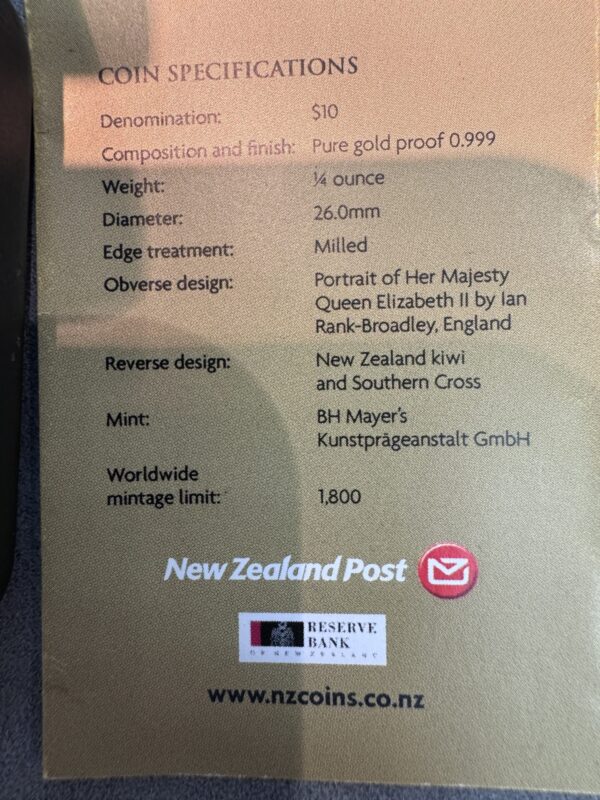 COIN SPECIFICATIONS
Denomination: $10
Composition and finish: Pure gold proof 0.999
Weight: ¼ ounce
Diameter: 26.0mm
Edge treatment: Milled
Obverse design: Portrait of Her Majesty
Queen Elizabeth II by Ian
Rank-Broadley, England
Reverse design: New Zealand kiwi
and Southern Cross
Mint: BH Mayer's
Kunstprägeanstalt GmbH
Worldwide
mintage limit: 1,800
New Zealand Post
RESERVE
BANK
OF NEW ZEALAND
www.nzcoins.co.nz